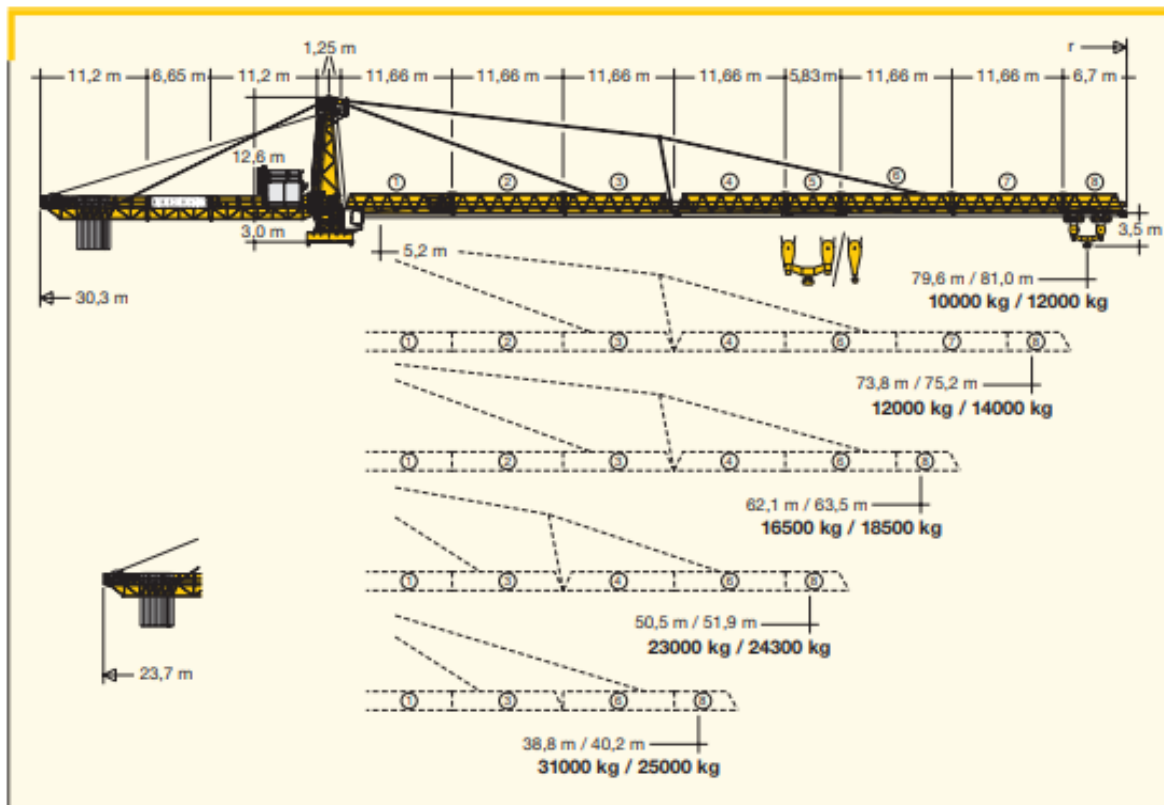 1,25 m
r
11,2 m 6,65 m 11,2 m 11,66 m 11,66 m 11,66 m 11,66 m 5,83 m 11,66 m 11,66 m 6,7 m
12,6 m
① ② ③ ④ ⑤ ⑥ ⑦ ⑧
3,0 m
3,5 m
5,2 m
79,6 m / 81,0 m
30,3 m
10000 kg / 12000 kg
① ② ③ ④ ⑥ ⑦ ⑧
73,8 m / 75,2 m
12000 kg / 14000 kg
① ② ③ ④ ⑥ ⑧
62,1 m / 63,5 m
16500 kg / 18500 kg
① ③ ④ ⑥ ⑧
50,5 m / 51,9 m
23000 kg / 24300 kg
23,7 m
① ③ ⑥ ⑧
38,8 m / 40,2 m
31000 kg / 25000 kg